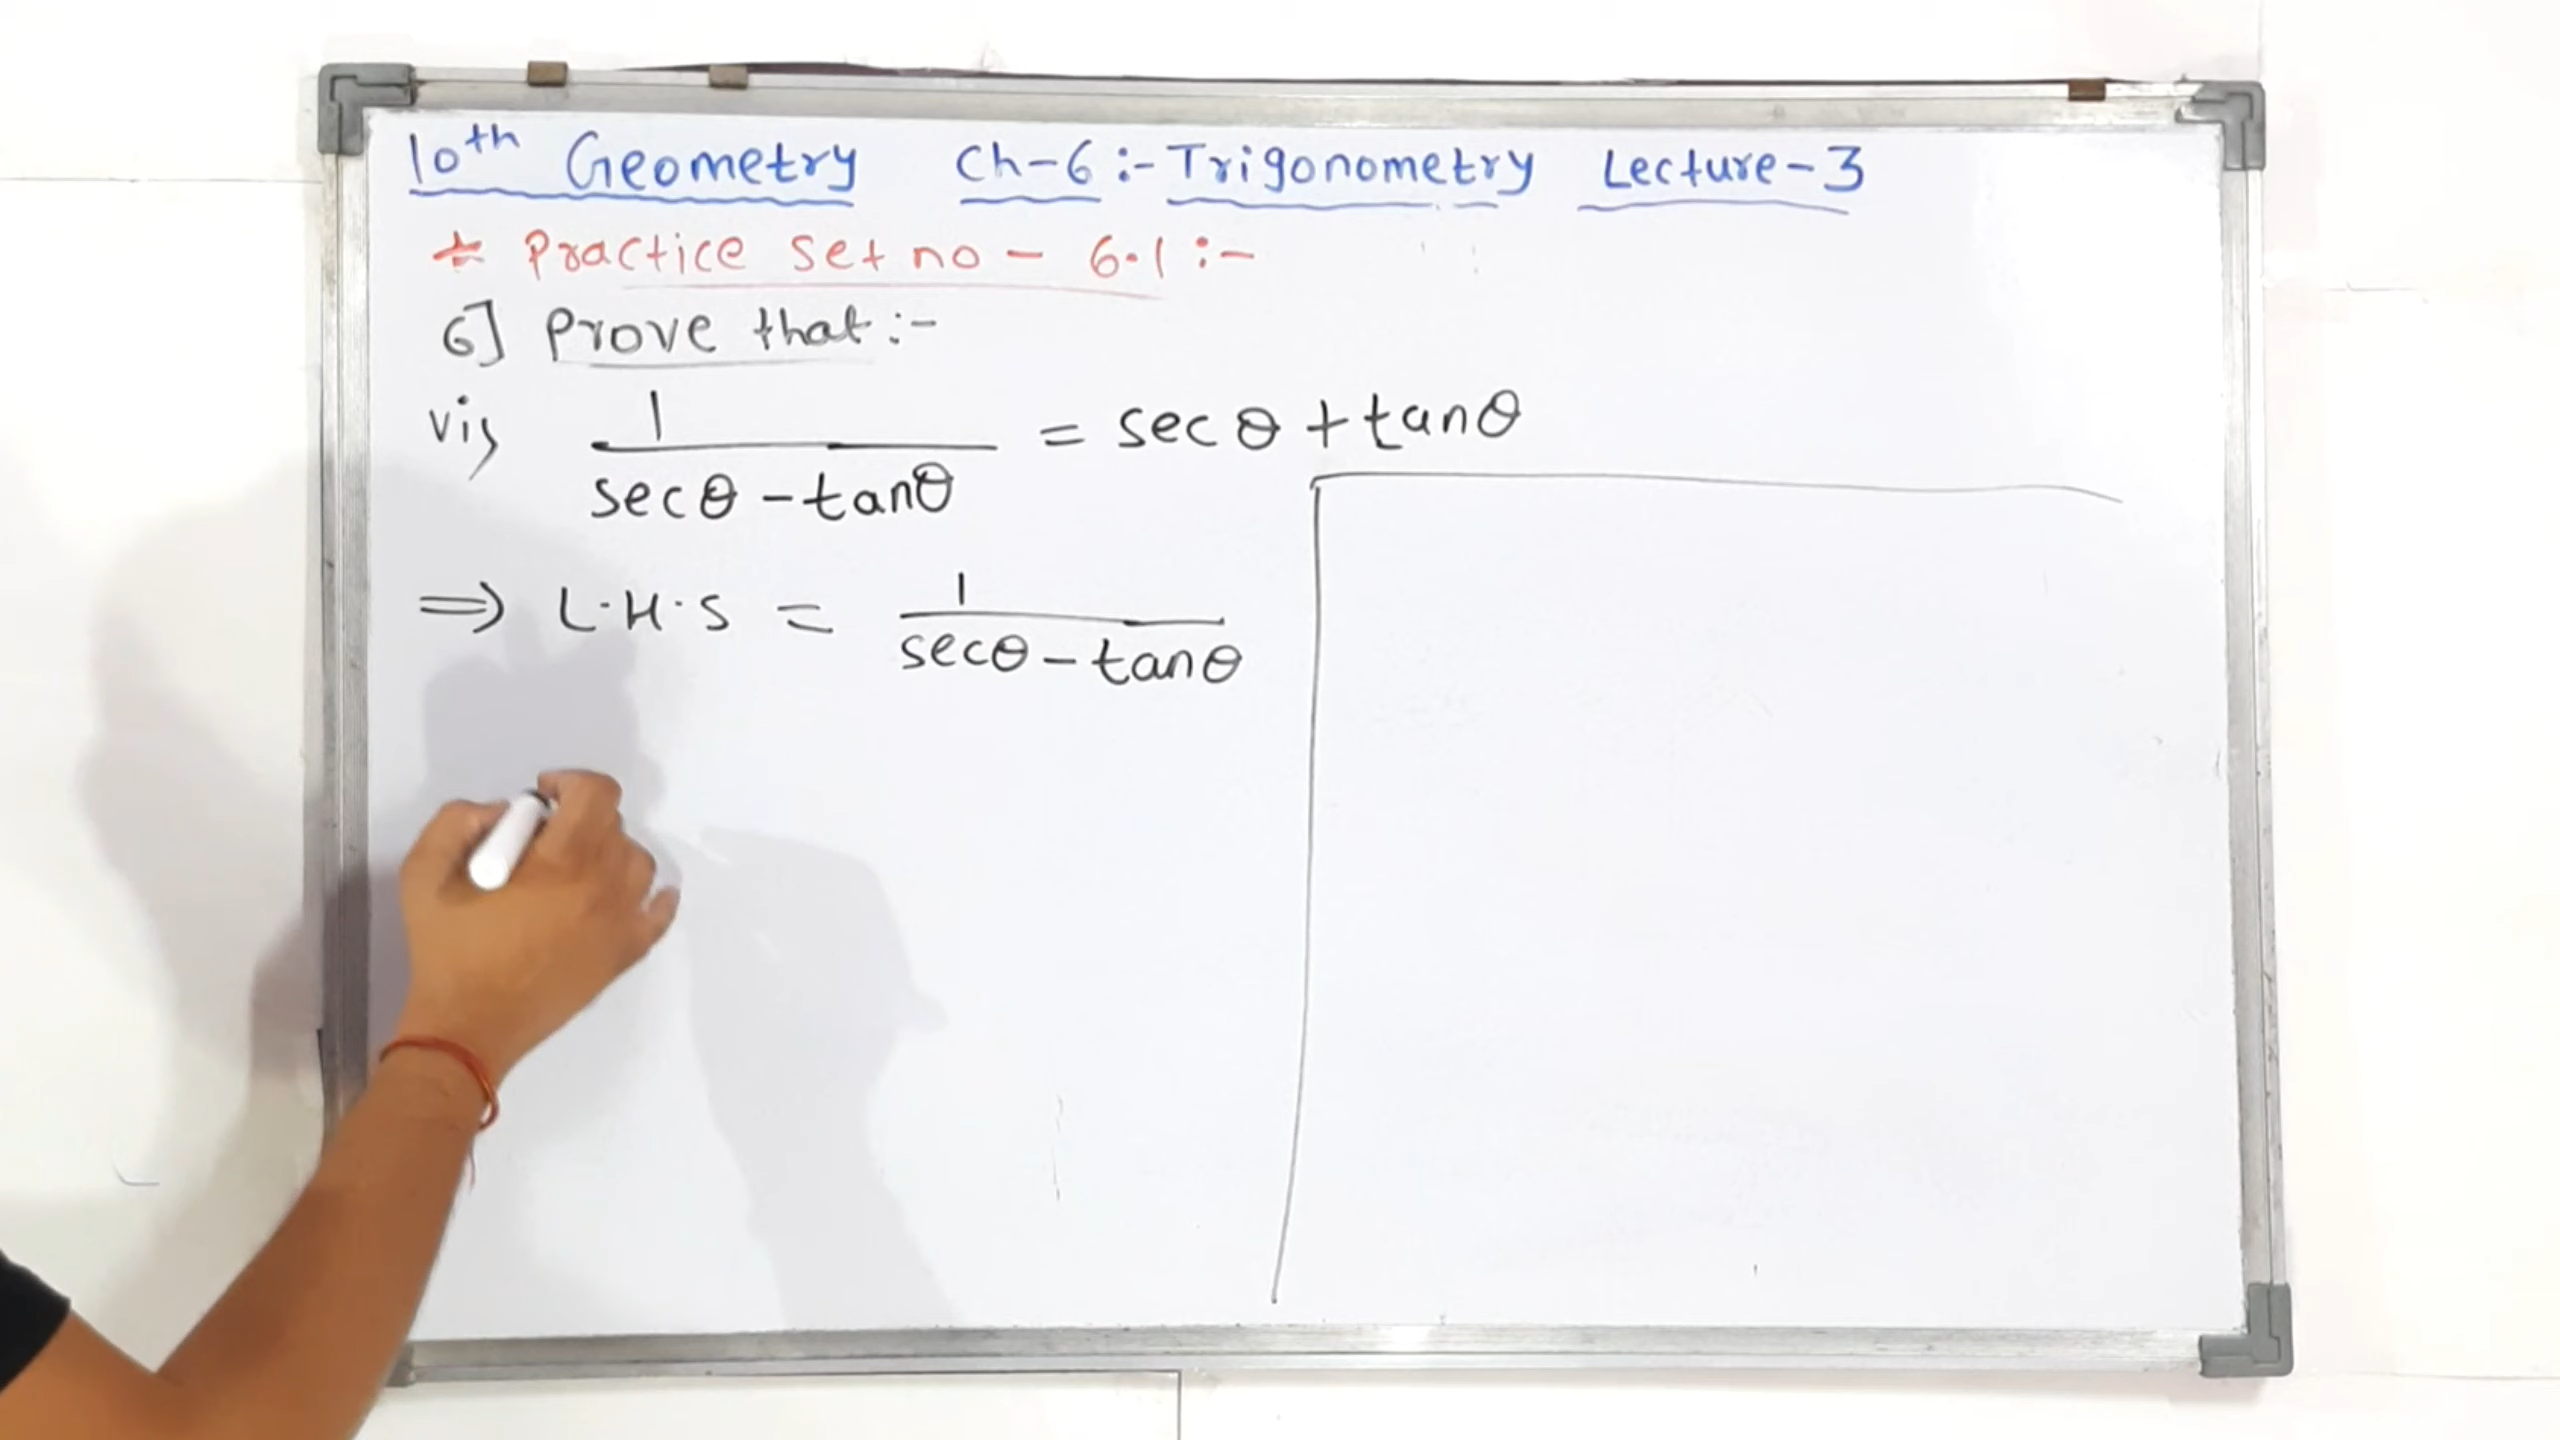 10th Geometry Ch-6 :- Trigonometry Lecture-3
* Practice set no - 6.1 :-
6] Prove that :-
vi) 1 / secθ - tanθ = secθ + tanθ
⇒ L.H.S = 1 / secθ - tanθ